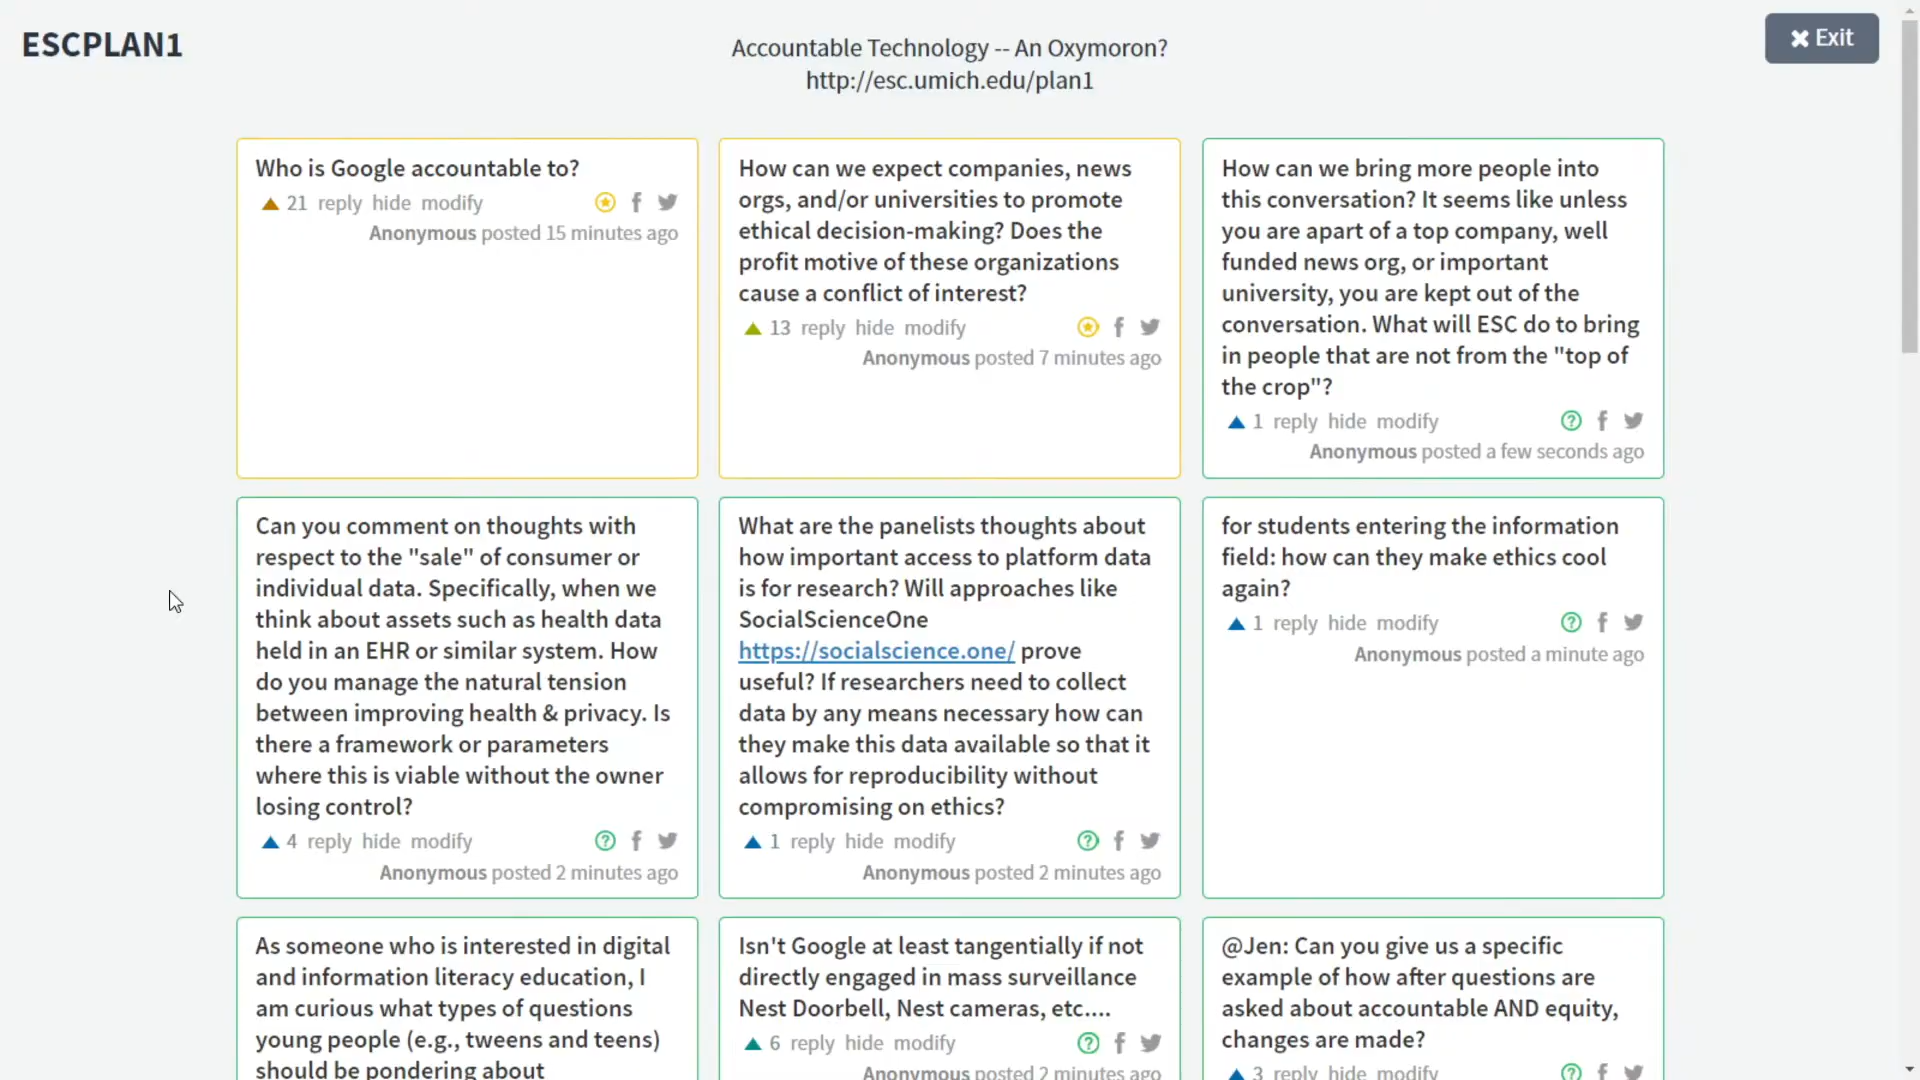 ESCPLAN1
Accountable Technology -- An Oxymoron?
http://esc.umich.edu/plan1
Exit
Who is Google accountable to?
21 reply hide modify
Anonymous posted 15 minutes ago
How can we expect companies, news
orgs, and/or universities to promote
ethical decision-making? Does the
profit motive of these organizations
cause a conflict of interest?
13 reply hide modify
Anonymous posted 7 minutes ago
How can we bring more people into
this conversation? It seems like unless
you are apart of a top company, well
funded news org, or important
university, you are kept out of the
conversation. What will ESC do to bring
in people that are not from the "top of
the crop"?
1 reply hide modify
Anonymous posted a few seconds ago
Can you comment on thoughts with
respect to the "sale" of consumer or
individual data. Specifically, when we
think about assets such as health data
held in an EHR or similar system. How
do you manage the natural tension
between improving health & privacy. Is
there a framework or parameters
where this is viable without the owner
losing control?
4 reply hide modify
Anonymous posted 2 minutes ago
What are the panelists thoughts about
how important access to platform data
is for research? Will approaches like
SocialScienceOne
https://socialscience.one/ prove
useful? If researchers need to collect
data by any means necessary how can
they make this data available so that it
allows for reproducibility without
compromising on ethics?
1 reply hide modify
Anonymous posted 2 minutes ago
for students entering the information
field: how can they make ethics cool
again?
1 reply hide modify
Anonymous posted a minute ago
As someone who is interested in digital
and information literacy education, I
am curious what types of questions
young people (e.g., tweens and teens)
should be pondering about
Isn't Google at least tangentially if not
directly engaged in mass surveillance
Nest Doorbell, Nest cameras, etc....
6 reply hide modify
Anonymous posted 2 minutes ago
@Jen: Can you give us a specific
example of how after questions are
asked about accountable AND equity,
changes are made?
3 reply hide modify